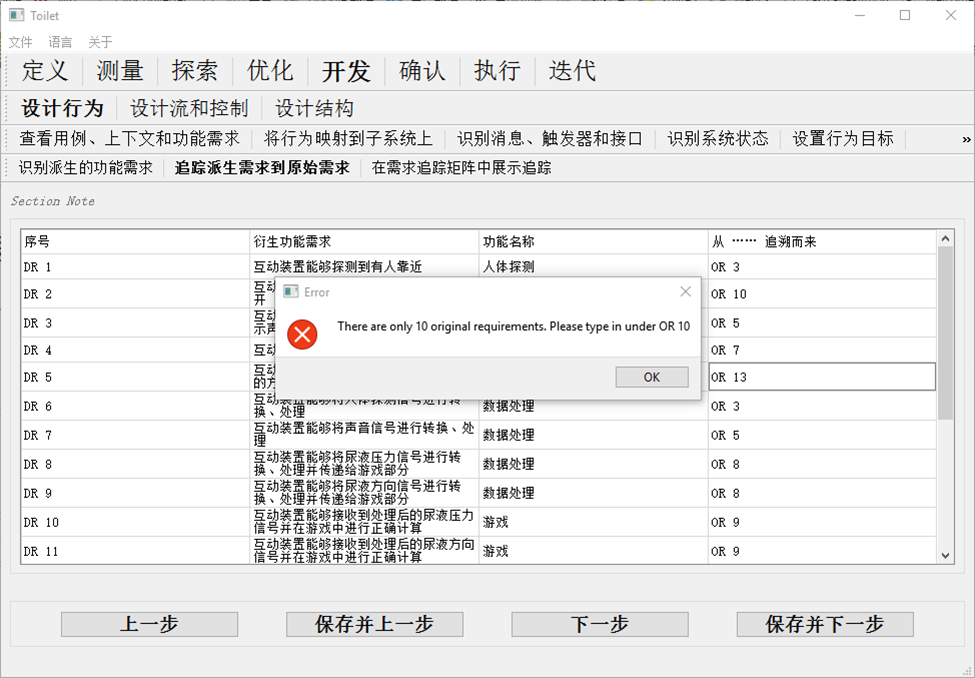 Toilet
文件 语言 关于
定义 测量 探索 优化 开发 确认 执行 迭代
设计行为 设计流和控制 设计结构
查看用例、上下文和功能需求 将行为映射到子系统上 识别消息、触发器和接口 识别系统状态 设置行为目标 »
识别派生的功能需求 追踪派生需求到原始需求 在需求追踪矩阵中展示追踪
Section Note
序号 衍生功能需求 功能名称 从 …… 追溯而来
DR 1 互动装置能够探测到有人靠近 人体探测 OR 3
DR 2 互动
开 OR 10
DR 3 互动
示声 OR 5
DR 4 互动 OR 7
DR 5 互动
的方 OR 13
Error
There are only 10 original requirements. Please type in under OR 10
OK
DR 6 互动装置能够将人体探测信号进行转
换、处理 数据处理 OR 3
DR 7 互动装置能够将声音信号进行转换、处
理 数据处理 OR 5
DR 8 互动装置能够将尿液压力信号进行转
换、处理并传递给游戏部分 数据处理 OR 8
DR 9 互动装置能够将尿液方向信号进行转
换、处理并传递给游戏部分 数据处理 OR 8
DR 10 互动装置能够接收到处理后的尿液压力
信号并在游戏中进行正确计算 游戏 OR 9
DR 11 互动装置能够接收到处理后的尿液方向
信号并在游戏中进行正确计算 游戏 OR 9
上一步 保存并上一步 下一步 保存并下一步